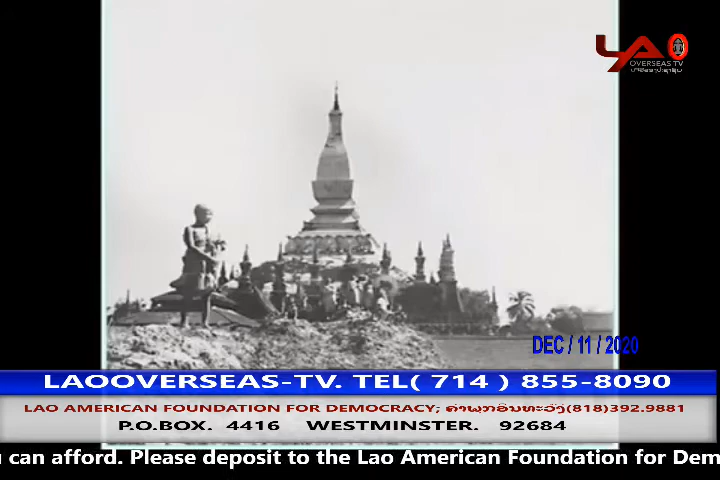 LAO
OVERSEAS TV
DEC / 11 / 2020
LAOOVERSEAS-TV. TEL( 714 ) 855-8090
LAO AMERICAN FOUNDATION FOR DEMOCRACY; (818)392.9881
P.O.BOX. 4416 WESTMINSTER. 92684
can afford. Please deposit to the Lao American Foundation for Dem